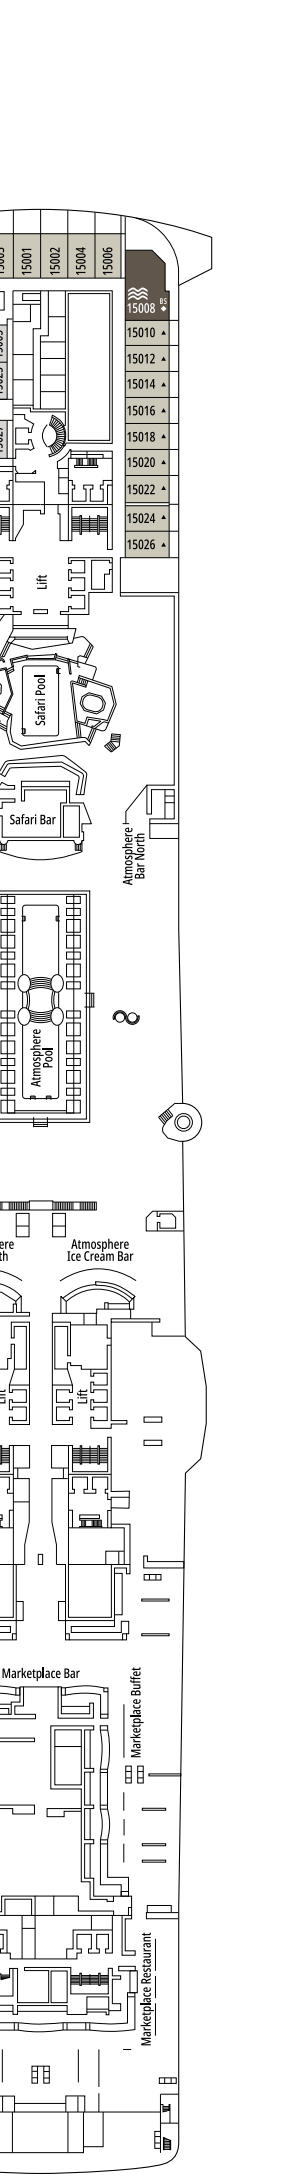 15001
15002
15004
15006
BS
15008
15010
15012
15014
15016
15018
15020
15022
15024
15026
Lift
Safari Pool
Safari Bar
Atmosphere
Bar North
Atmosphere
Pool
Atmosphere
Ice Cream Bar
Lift
Marketplace Bar
Marketplace Buffet
Marketplace Restaurant